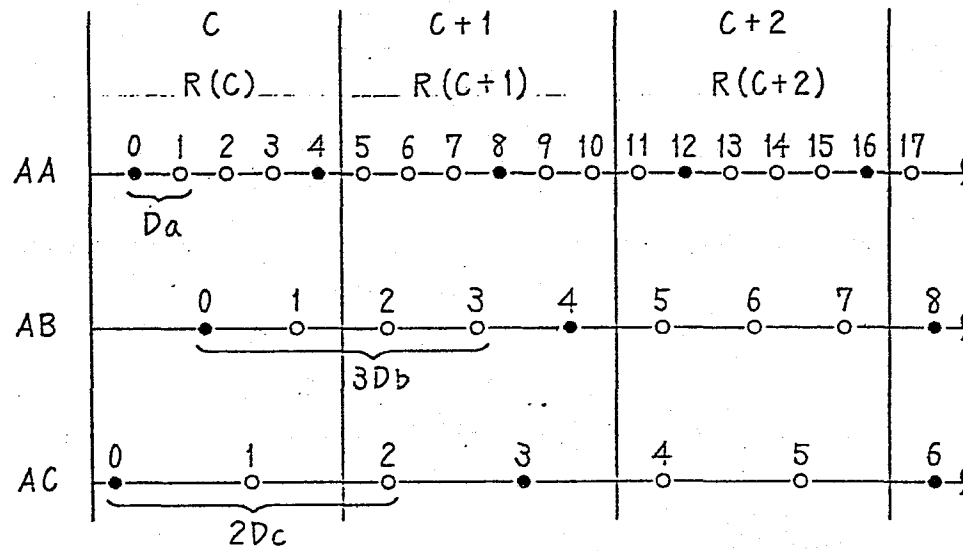 C C+1 C+2
R(C) R(C+1) R(C+2)
0 1 2 3 4 5 6 7 8 9 10 11 12 13 14 15 16 17
AA
Da
0 1 2 3 4 5 6 7 8
AB
3Db
0 1 2 3 4 5 6
AC
2Dc